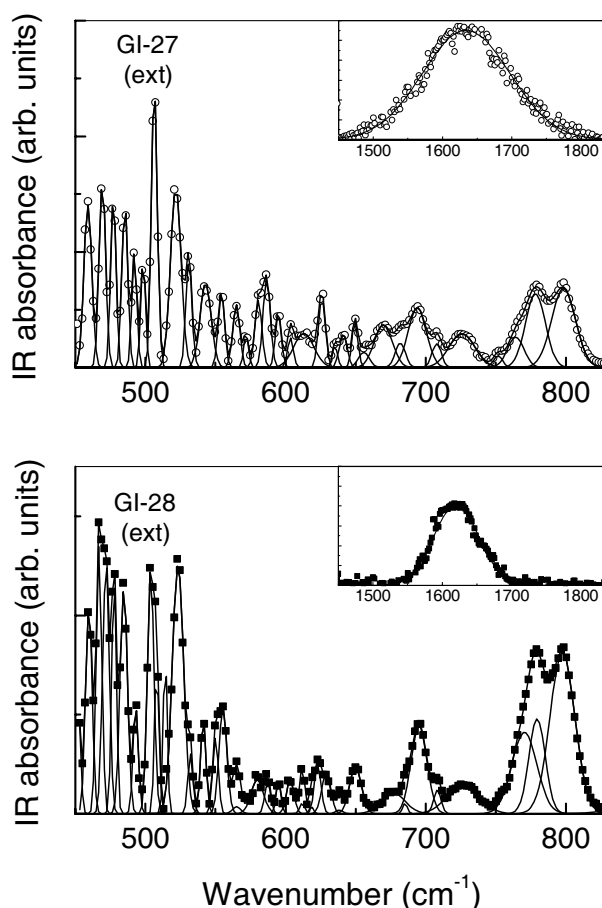 GI-27
(ext)
IR absorbance (arb. units)
1500 1600 1700 1800
500 600 700 800
GI-28
(ext)
IR absorbance (arb. units)
1500 1600 1700 1800
500 600 700 800
Wavenumber (cm⁻¹)